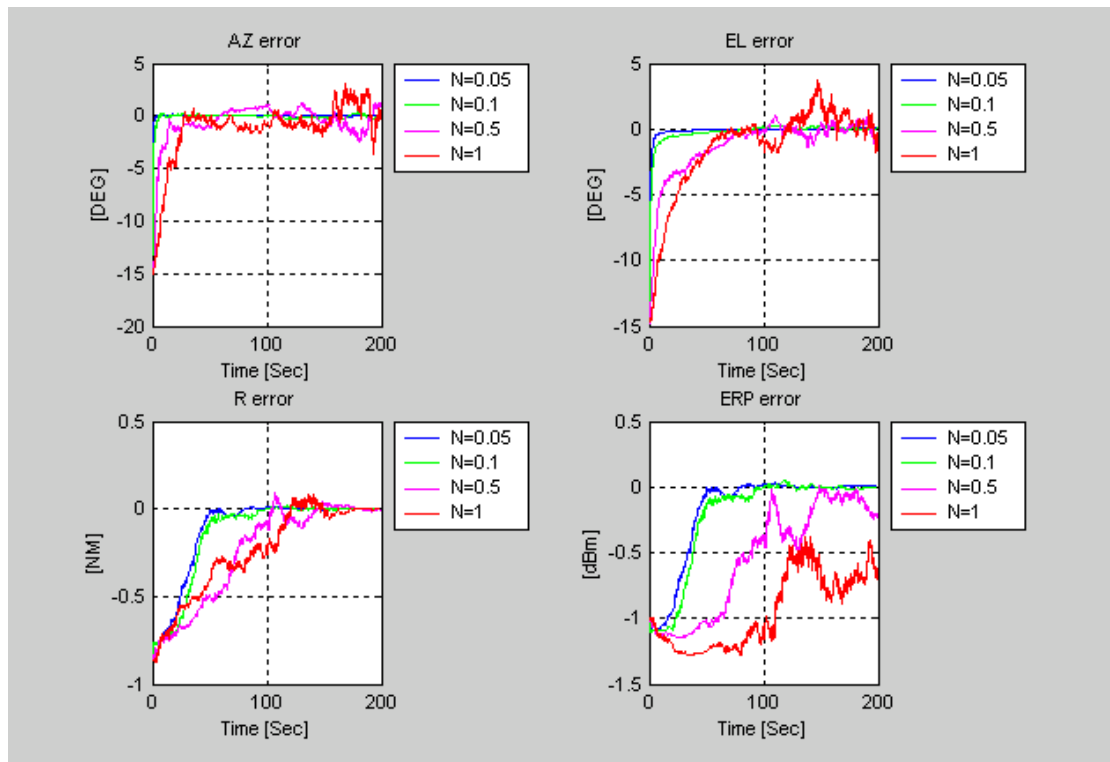 AZ error
5
0
-5
-10
-15
-20
[DEG]
0
100
200
Time [Sec]
N=0.05
N=0.1
N=0.5
N=1
EL error
5
0
-5
-10
-15
[DEG]
0
100
200
Time [Sec]
N=0.05
N=0.1
N=0.5
N=1
R error
0.5
0
-0.5
-1
[NM]
0
100
200
Time [Sec]
N=0.05
N=0.1
N=0.5
N=1
ERP error
0.5
0
-0.5
-1
-1.5
[dBm]
0
100
200
Time [Sec]
N=0.05
N=0.1
N=0.5
N=1